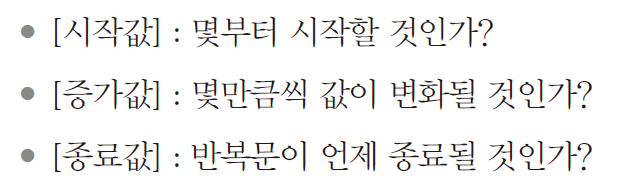 ● [시작값] : 몇부터 시작할 것인가?
● [증가값] : 몇만큼씩 값이 변화될 것인가?
● [종료값] : 반복문이 언제 종료될 것인가?